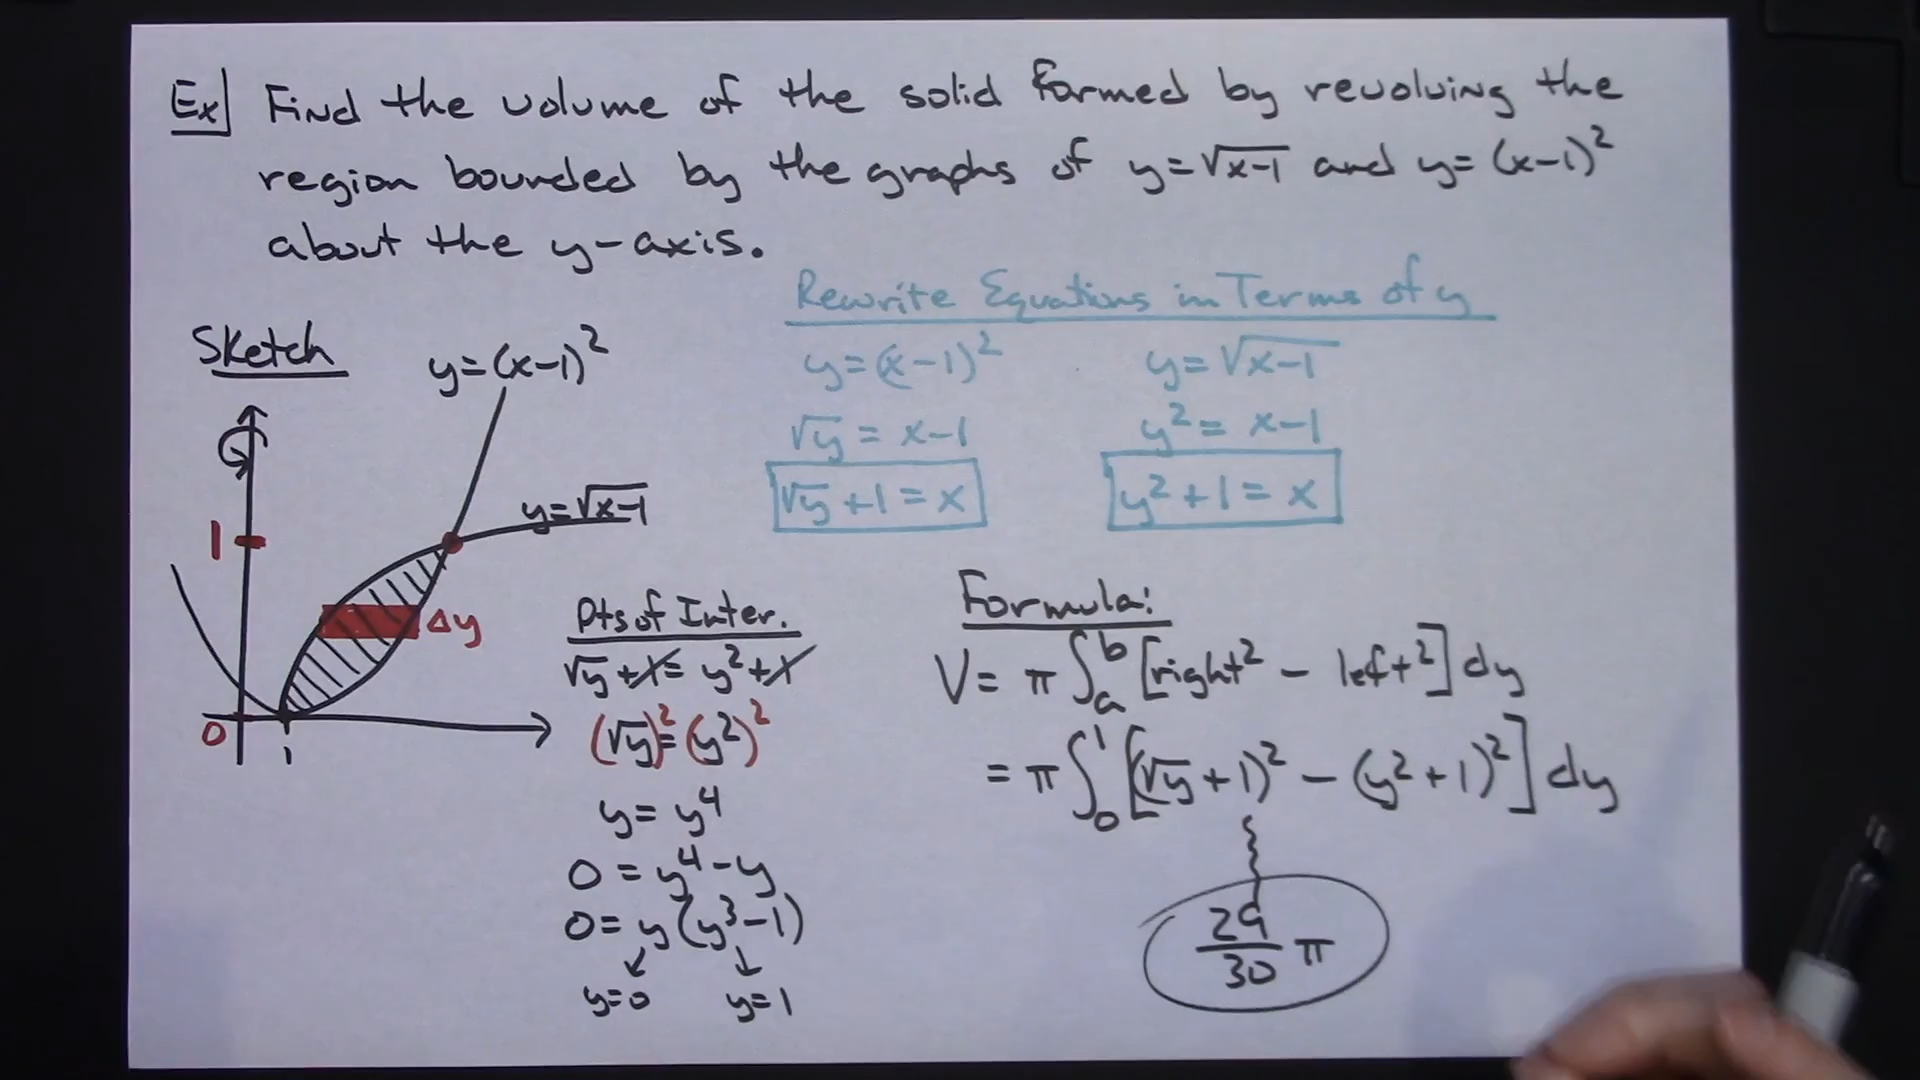 Ex Find the volume of the solid formed by revolving the
region bounded by the graphs of y=√x-1 and y=(x-1)²
about the y-axis.
Rewrite Equations in Terms of y
y=(x-1)²
√y = x-1
√y +1 = x
y=√x-1
y² = x-1
y²+1 = x
Sketch
y=(x-1)²
y=√x-1
1
Δy
0
1
Pts of Inter.
√y +1 = y²+1
(√y)² = (y²)²
y = y⁴
0 = y⁴-y
0 = y(y³-1)
y=0 y=1
Formula:
V = π∫ₐᵇ [right² - left²] dy
= π∫₀¹ [(√y+1)² - (y²+1)²] dy
29/30 π